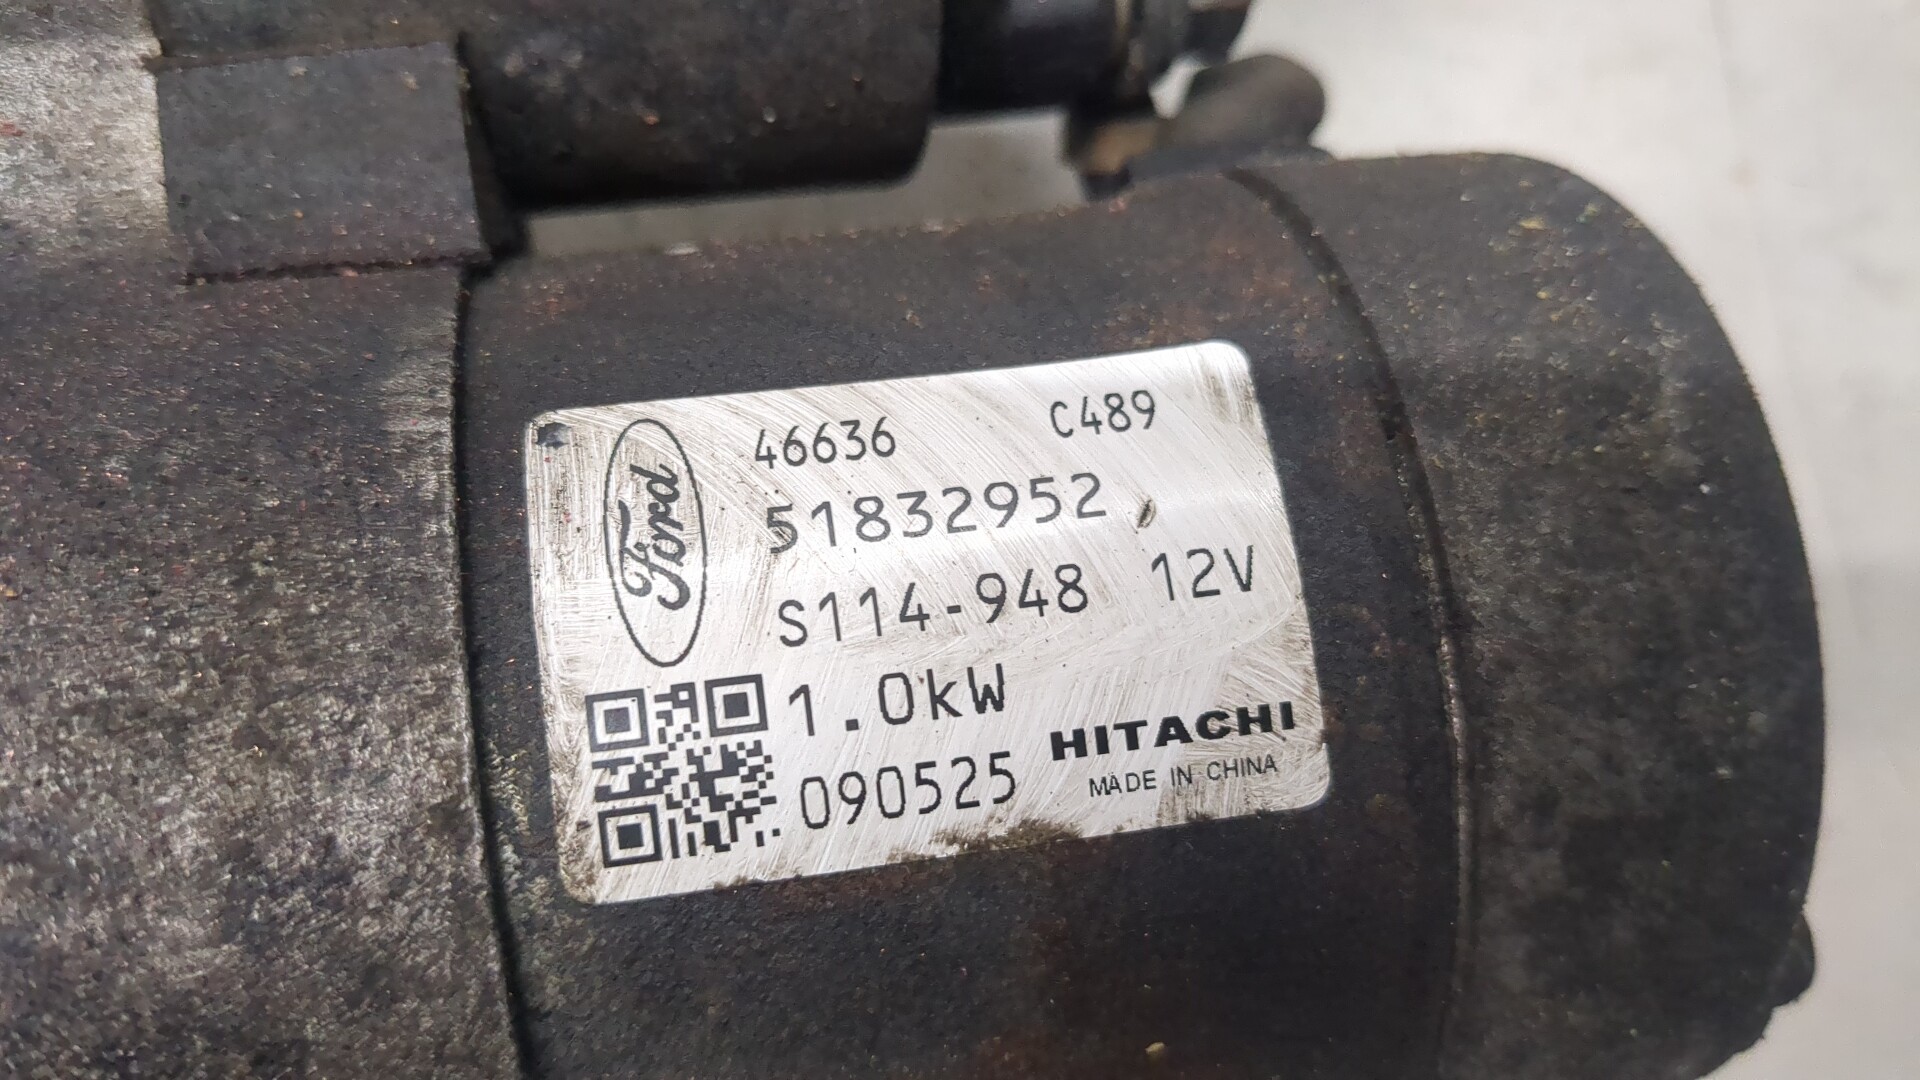 Ford
46636 C489
51832952
S114-948 12V
1.0kW
HITACHI
090525
MADE IN CHINA